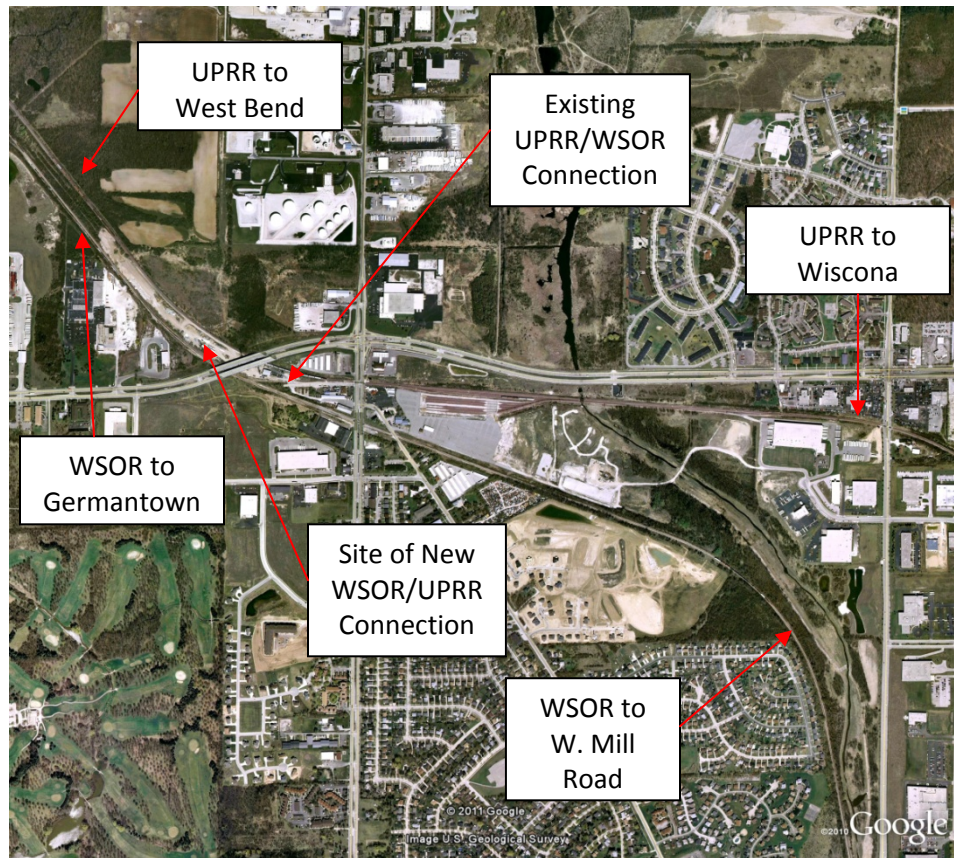 UPRR to
West Bend
Existing
UPRR/WSOR
Connection
UPRR to
Wiscona
WSOR to
Germantown
Site of New
WSOR/UPRR
Connection
WSOR to
W. Mill
Road
© 2011 Google
Image U.S. Geological Survey
©2010 Google